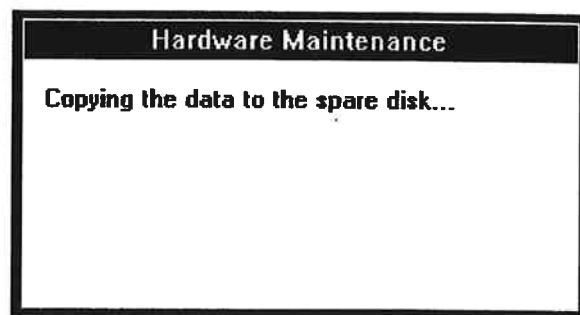 Hardware Maintenance
Copying the data to the spare disk...